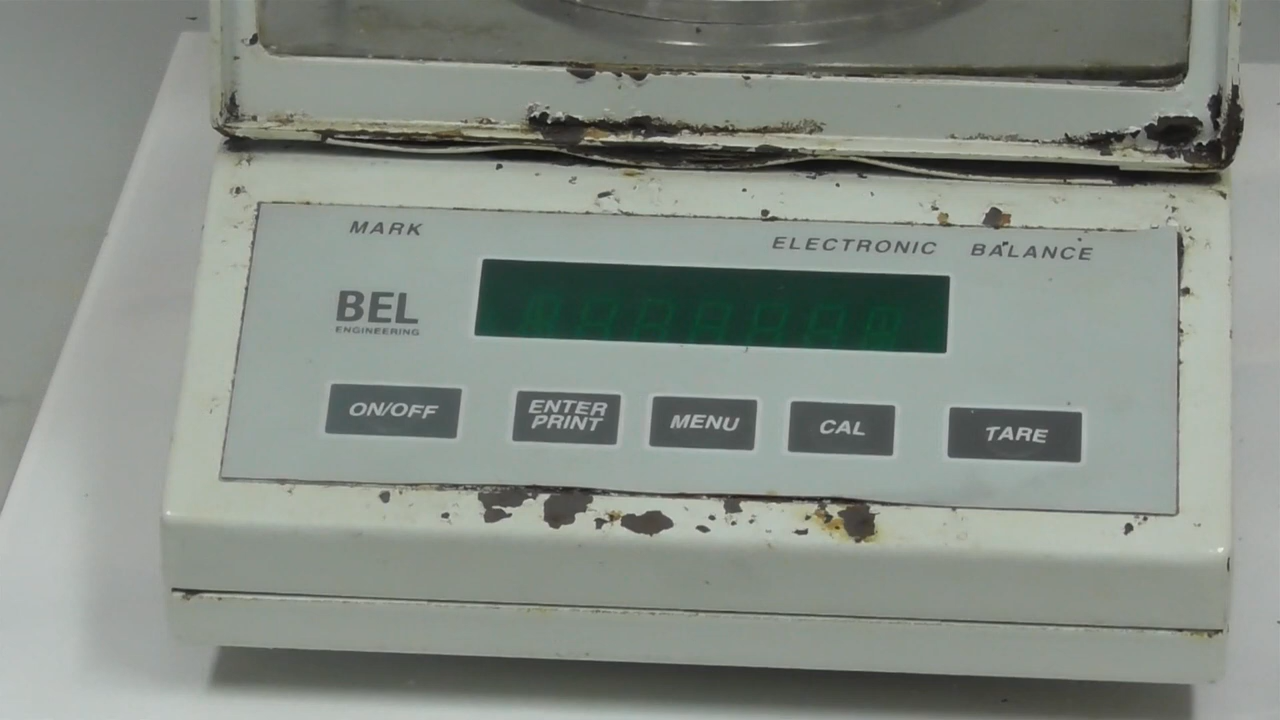 MARK
ELECTRONIC BALANCE
BEL
ENGINEERING
ON/OFF
ENTER
PRINT
MENU
CAL
TARE